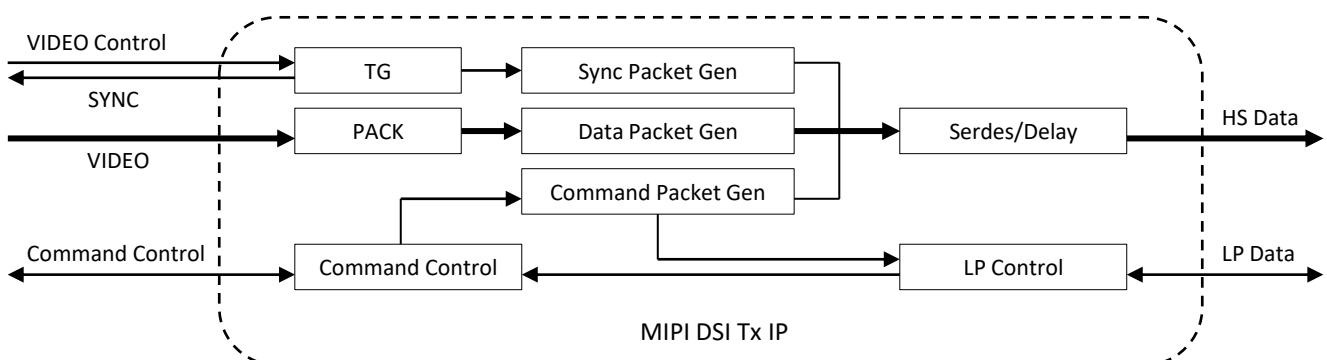 VIDEO Control
TG
Sync Packet Gen
SYNC
PACK
Data Packet Gen
Serdes/Delay
HS Data
VIDEO
Command Packet Gen
Command Control
Command Control
LP Control
LP Data
MIPI DSI Tx IP